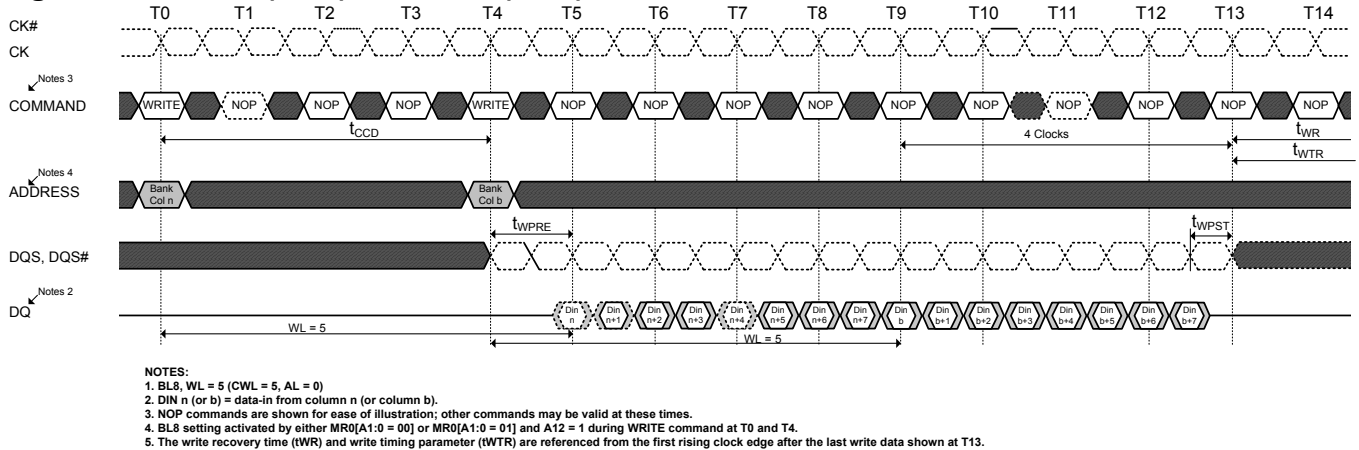 T0 T1 T2 T3 T4 T5 T6 T7 T8 T9 T10 T11 T12 T13 T14
CK#
CK
Notes 3
COMMAND WRITE NOP NOP NOP WRITE NOP NOP NOP NOP NOP NOP NOP NOP NOP NOP
tCCD 4 Clocks tWR
tWTR
Notes 4
ADDRESS Bank Col n Bank Col b
tWPRE tWPST
DQS, DQS#
Notes 2
DQ Din n Din n+1 Din n+2 Din n+3 Din n+4 Din n+5 Din n+6 Din n+7 Din b Din b+1 Din b+2 Din b+3 Din b+4 Din b+5 Din b+6 Din b+7
WL = 5 WL = 5
NOTES:
1. BL8, WL = 5 (CWL = 5, AL = 0)
2. DIN n (or b) = data-in from column n (or column b).
3. NOP commands are shown for ease of illustration; other commands may be valid at these times.
4. BL8 setting activated by either MR0[A1:0 = 00] or MR0[A1:0 = 01] and A12 = 1 during WRITE command at T0 and T4.
5. The write recovery time (tWR) and write timing parameter (tWTR) are referenced from the first rising clock edge after the last write data shown at T13.